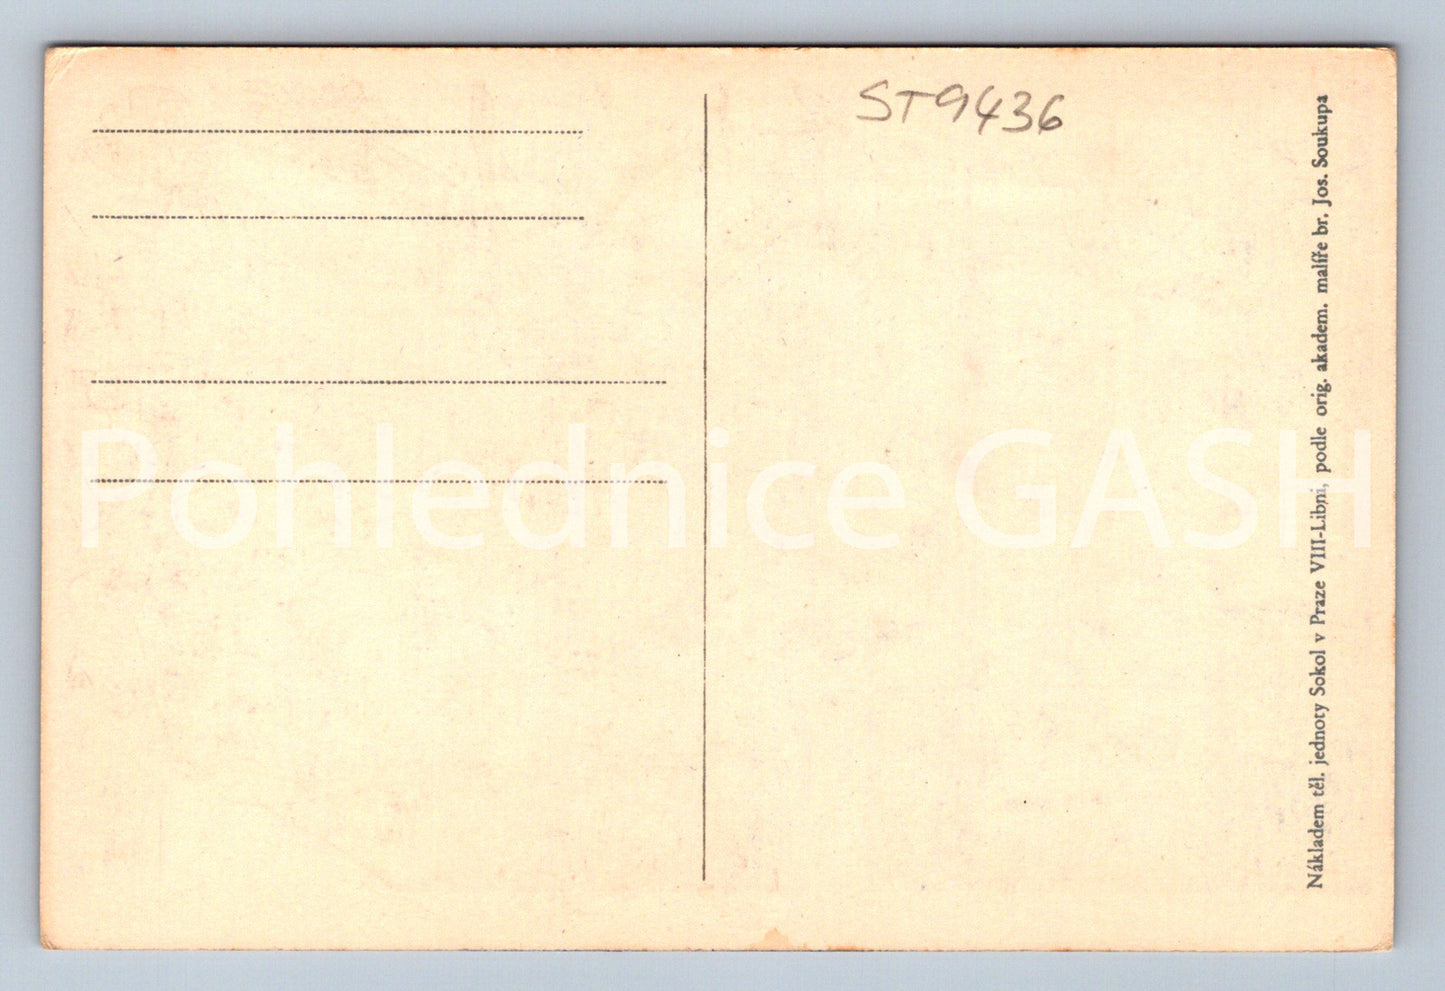 ST9436
Nákladem těl. jednoty Sokol v Praze VIII-Libni, podle orig. akadem. malíře br. Jos. Soukupa
Pohlednice GASH